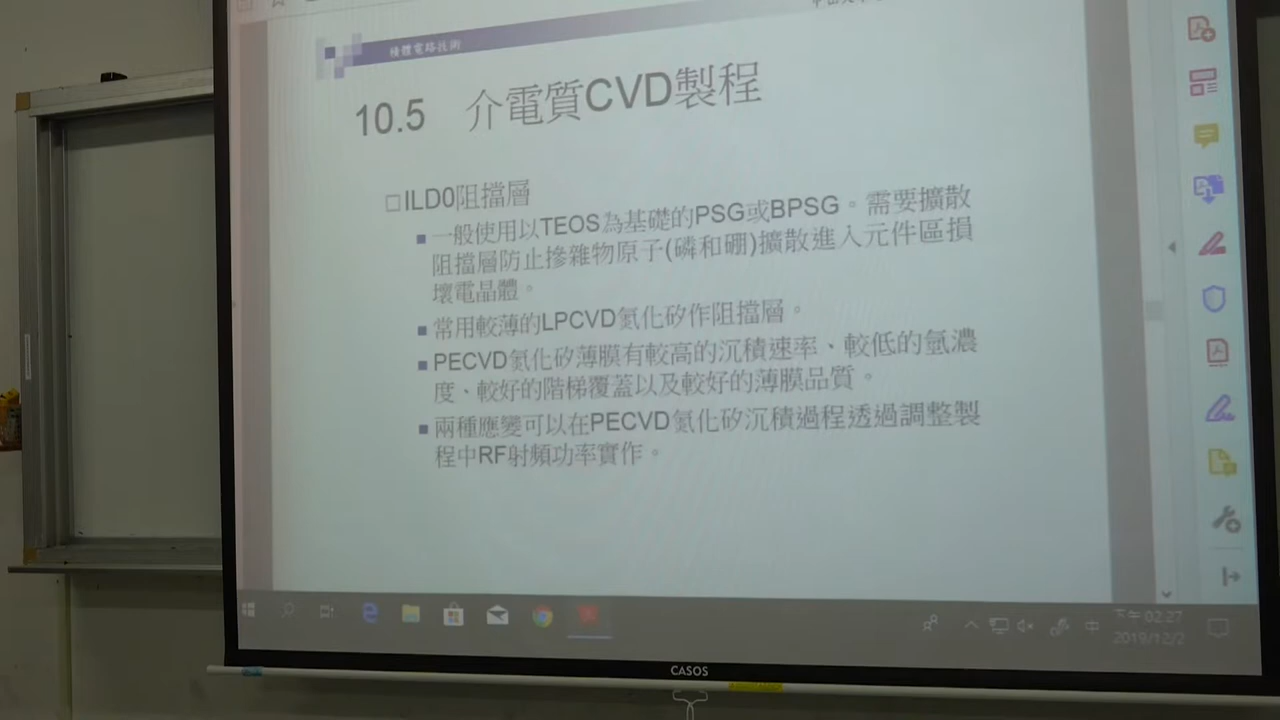 積體電路技術
10.5 介電質CVD製程
□ILD0阻擋層
■一般使用以TEOS為基礎的PSG或BPSG。需要擴散
阻擋層防止摻雜物原子(磷和硼)擴散進入元件區損
壞電晶體。
■常用較薄的LPCVD氮化矽作阻擋層。
■PECVD氮化矽薄膜有較高的沉積速率、較低的氫濃
度、較好的階梯覆蓋以及較好的薄膜品質。
■兩種應變可以在PECVD氮化矽沉積過程透過調整製
程中RF射頻功率實作。
中
下午 02:27
2019/12/2
CASOS